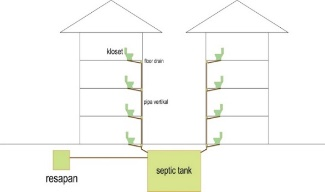 kloset
floor drain
pipa vertikal
septic tank
resapan